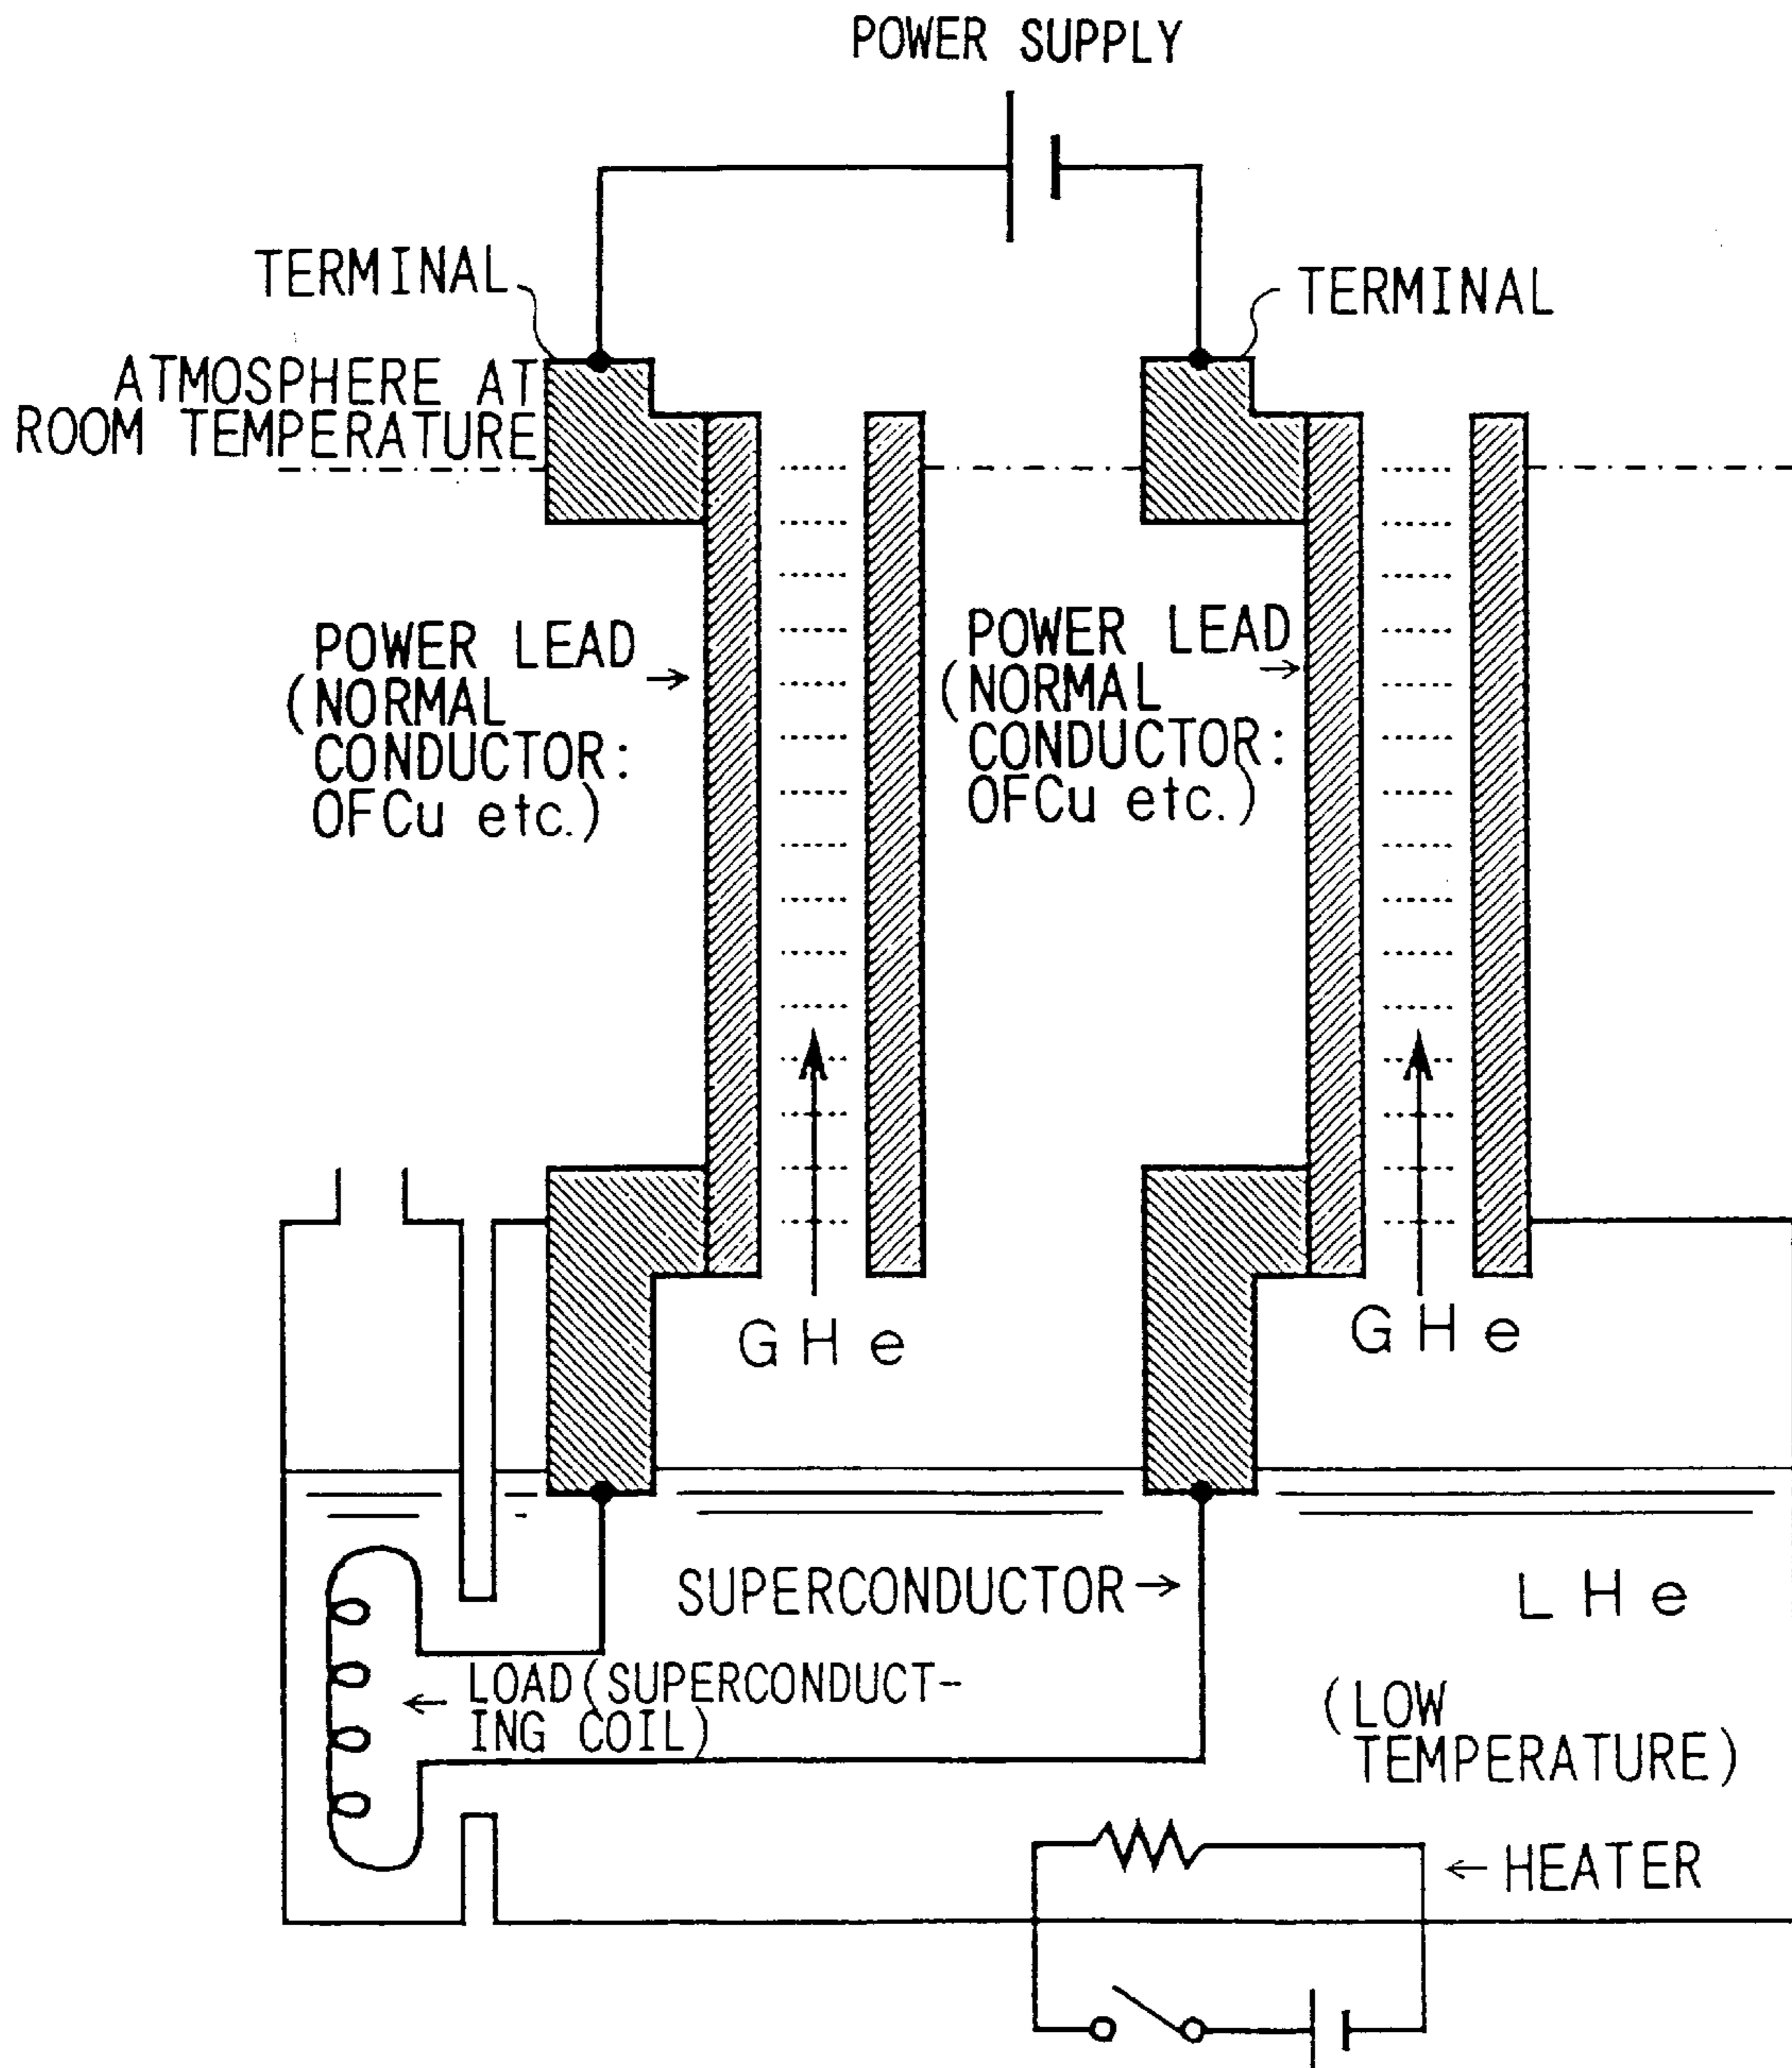 POWER SUPPLY
TERMINAL
TERMINAL
ATMOSPHERE AT
ROOM TEMPERATURE
POWER LEAD →
(NORMAL
CONDUCTOR:
OFCu etc.)
POWER LEAD →
(NORMAL
CONDUCTOR:
OFCu etc.)
GHe
GHe
SUPERCONDUCTOR →
LHe
← LOAD(SUPERCONDUCT-
ING COIL)
(LOW
TEMPERATURE)
← HEATER